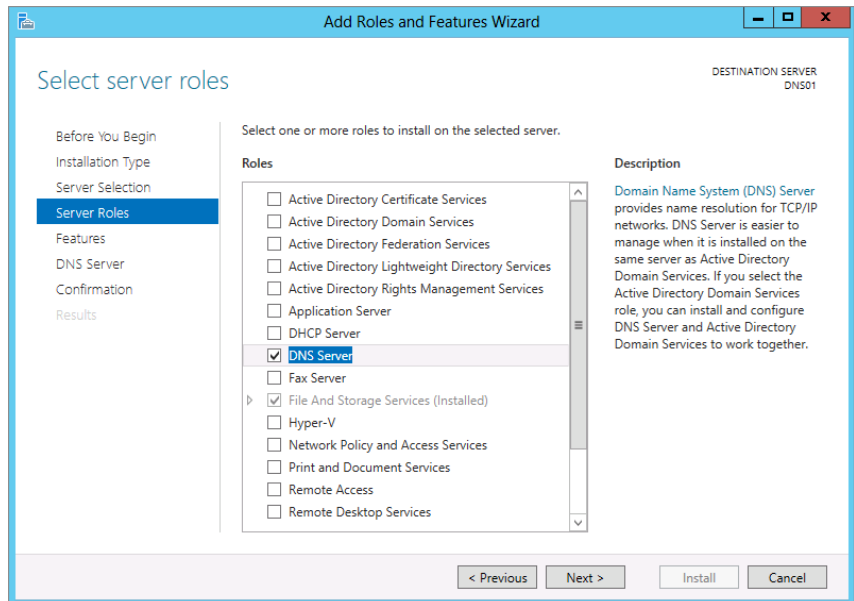 Add Roles and Features Wizard
Select server roles
DESTINATION SERVER
DNS01
Before You Begin
Installation Type
Server Selection
Server Roles
Features
DNS Server
Confirmation
Results
Select one or more roles to install on the selected server.
Roles
Active Directory Certificate Services
Active Directory Domain Services
Active Directory Federation Services
Active Directory Lightweight Directory Services
Active Directory Rights Management Services
Application Server
DHCP Server
DNS Server
Fax Server
File And Storage Services (Installed)
Hyper-V
Network Policy and Access Services
Print and Document Services
Remote Access
Remote Desktop Services
Description
Domain Name System (DNS) Server
provides name resolution for TCP/IP
networks. DNS Server is easier to
manage when it is installed on the
same server as Active Directory
Domain Services. If you select the
Active Directory Domain Services
role, you can install and configure
DNS Server and Active Directory
Domain Services to work together.
< Previous
Next >
Install
Cancel